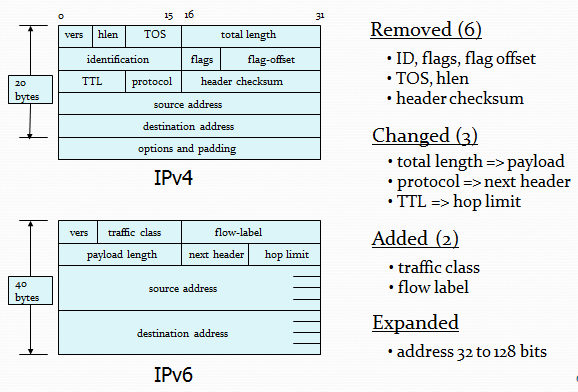 0 15 16 31
vers hlen TOS total length
identification flags flag-offset
TTL protocol header checksum
source address
destination address
options and padding
20
bytes
IPv4
vers traffic class flow-label
payload length next header hop limit
source address
destination address
40
bytes
IPv6
Removed (6)
• ID, flags, flag offset
• TOS, hlen
• header checksum
Changed (3)
• total length => payload
• protocol => next header
• TTL => hop limit
Added (2)
• traffic class
• flow label
Expanded
• address 32 to 128 bits